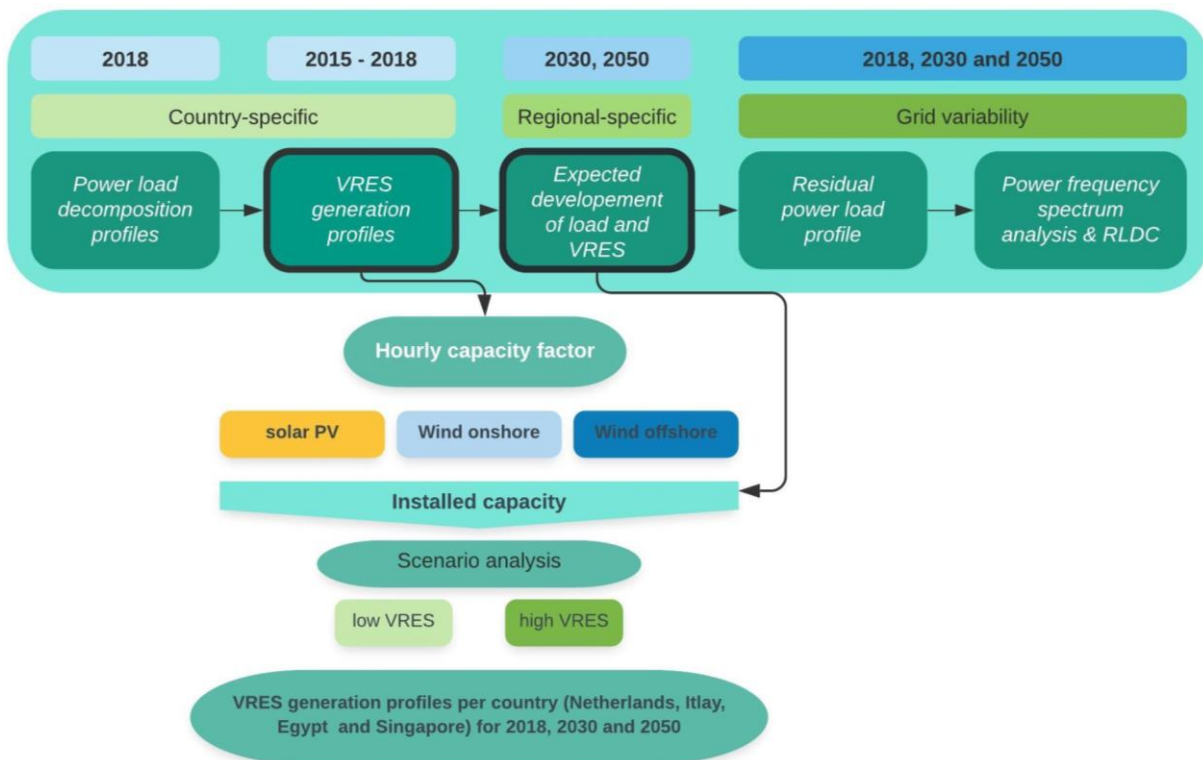 2018
2015 - 2018
2030, 2050
2018, 2030 and 2050
Country-specific
Regional-specific
Grid variability
Power load
decomposition
profiles
VRES
generation
profiles
Expected
developement
of load and
VRES
Residual
power load
profile
Power frequency
spectrum
analysis & RLDC
Hourly capacity factor
solar PV
Wind onshore
Wind offshore
Installed capacity
Scenario analysis
low VRES
high VRES
VRES generation profiles per country (Netherlands, Itlay,
Egypt and Singapore) for 2018, 2030 and 2050